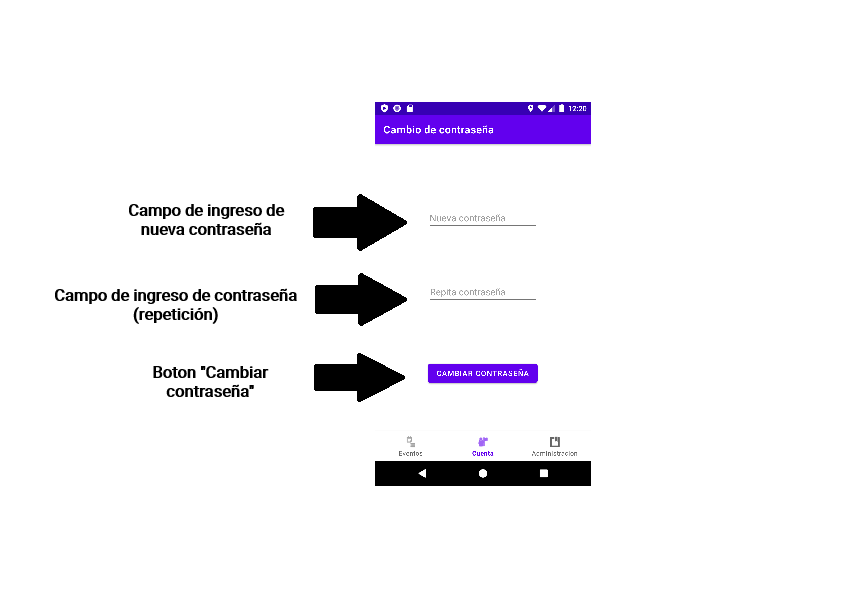 12:20
Cambio de contraseña
Campo de ingreso de
nueva contraseña
Nueva contraseña
Campo de ingreso de contraseña
(repetición)
Repita contraseña
Boton "Cambiar
contraseña"
CAMBIAR CONTRASEÑA
Eventos
Cuenta
Administracion